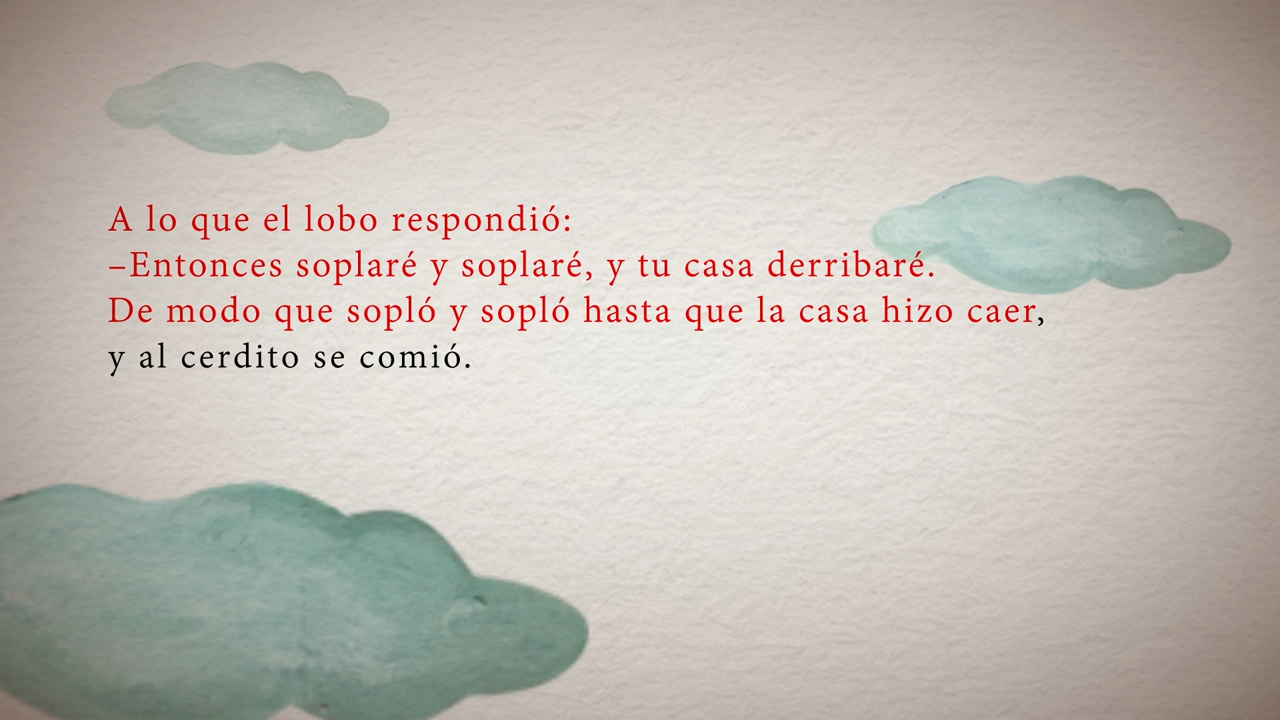 A lo que el lobo respondió:
–Entonces soplaré y soplaré, y tu casa derribaré.
De modo que sopló y sopló hasta que la casa hizo caer,
y al cerdito se comió.